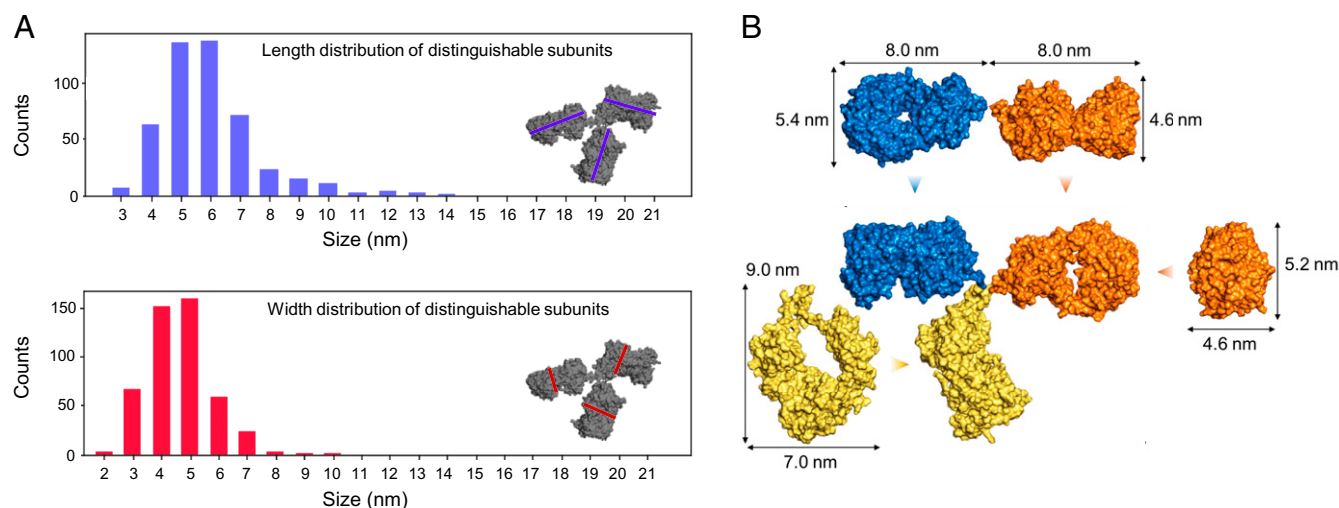 A
Length distribution of distinguishable subunits
100
50
0
Counts
3 4 5 6 7 8 9 10 11 12 13 14 15 16 17 18 19 20 21
Size (nm)
Width distribution of distinguishable subunits
150
100
50
0
Counts
2 3 4 5 6 7 8 9 10 11 12 13 14 15 16 17 18 19 20 21
Size (nm)
B
8.0 nm 8.0 nm
5.4 nm
4.6 nm
9.0 nm
5.2 nm
4.6 nm
7.0 nm